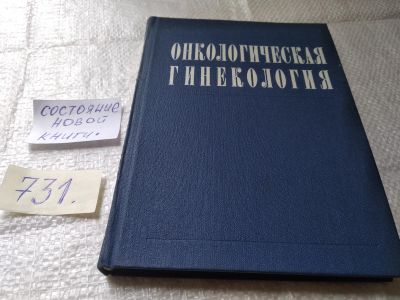 ОНКОЛОГИЧЕСКАЯ
ГИНЕКОЛОГИЯ
СОСТОЯНИЕ
НОВОЙ
КНИГИ.
731.